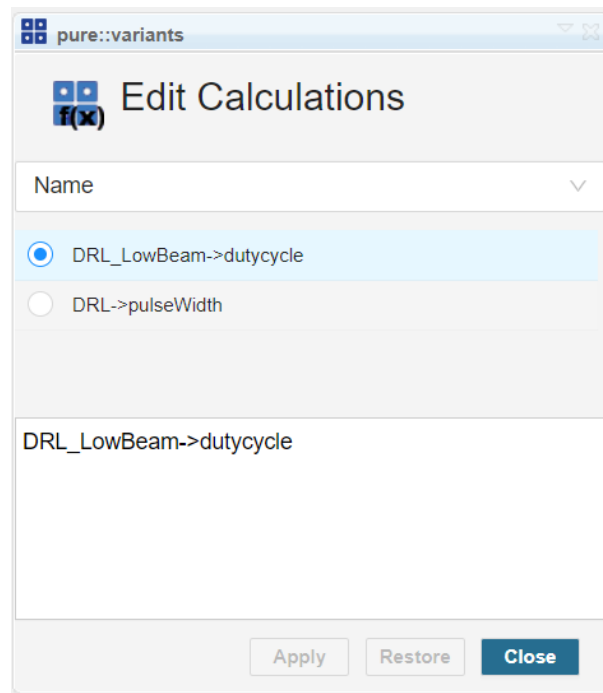 pure::variants
f(x)
Edit Calculations
Name
DRL_LowBeam->dutycycle
DRL->pulseWidth
DRL_LowBeam->dutycycle
Apply
Restore
Close